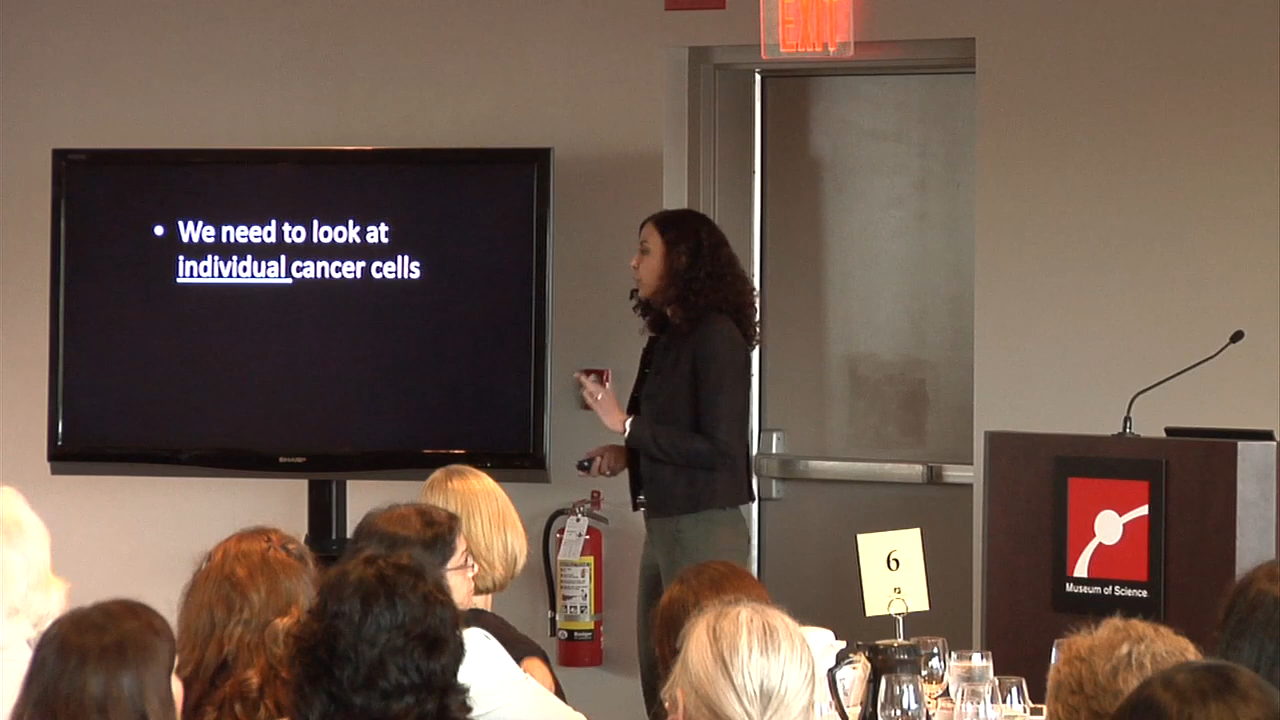 EXIT
• We need to look at
individual cancer cells
SHARP
6
Museum of Science